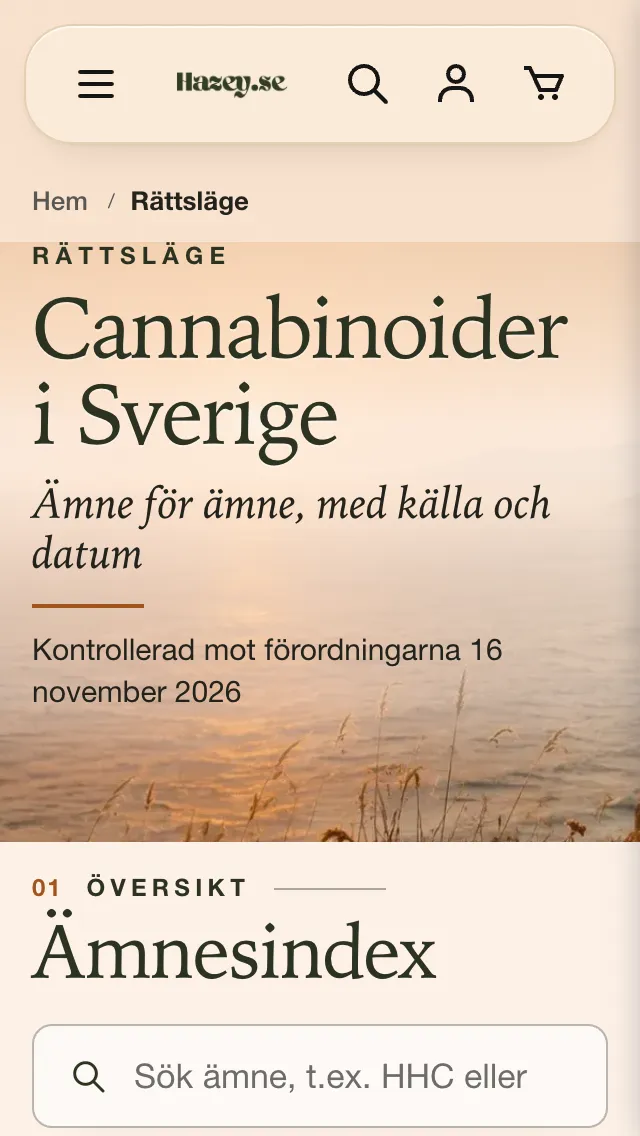 Hazey.se
Hem / Rättsläge
RÄTTSLÄGE
Cannabinoider
i Sverige
Ämne för ämne, med källa och
datum
Kontrollerad mot förordningarna 16
november 2026
01 ÖVERSIKT
Ämnesindex
Sök ämne, t.ex. HHC eller